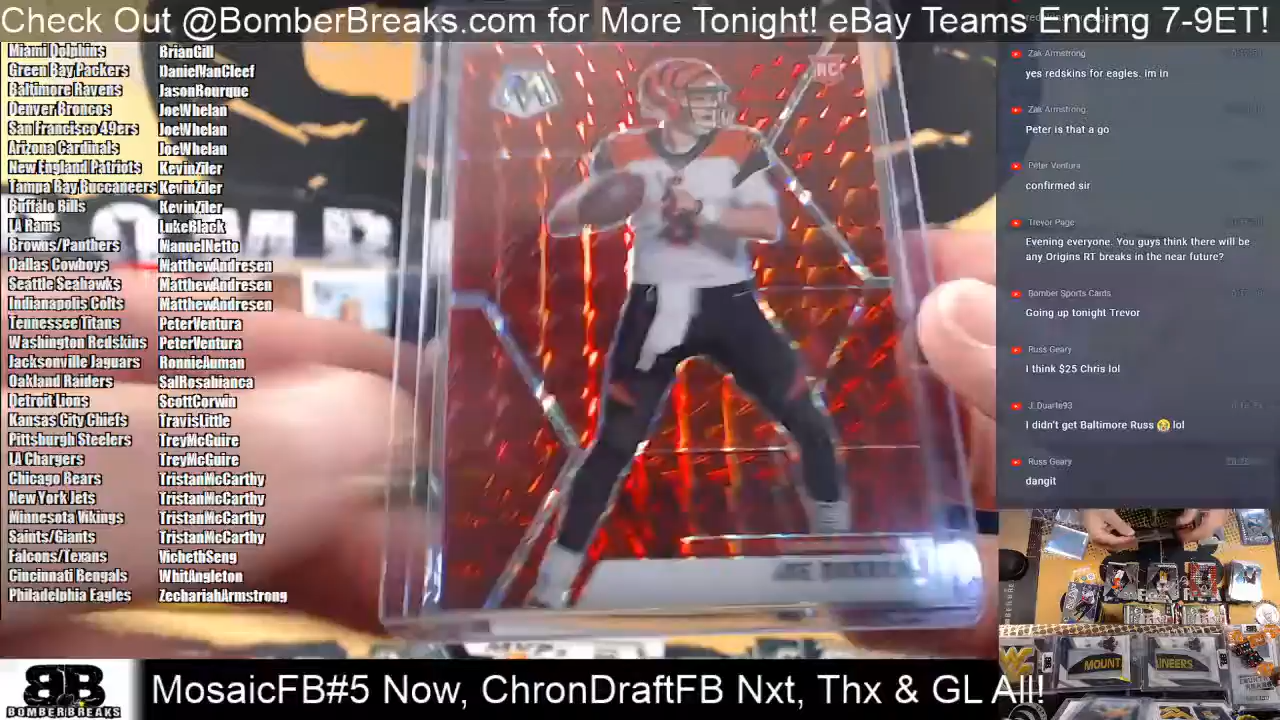 Check Out @BomberBreaks.com for More Tonight! eBay Teams Ending 7-9ET!
Miami Dolphins BrianGill
Green Bay Packers DanielVanCleef
Baltimore Ravens JasonBourque
Denver Broncos JoeWhelan
San Francisco 49ers JoeWhelan
Arizona Cardinals JoeWhelan
New England Patriots KevinZiler
Tampa Bay Buccaneers KevinZiler
Buffalo Bills KevinZiler
LA Rams LukeBlack
Browns/Panthers ManuelNetto
Dallas Cowboys MatthewAndresen
Seattle Seahawks MatthewAndresen
Indianapolis Colts MatthewAndresen
Tennessee Titans PeterVentura
Washington Redskins PeterVentura
Jacksonville Jaguars RonnieAuman
Oakland Raiders SalRosabianca
Detroit Lions ScottCorwin
Kansas City Chiefs TravisLittle
Pittsburgh Steelers TreyMcGuire
LA Chargers TreyMcGuire
Chicago Bears TristanMcCarthy
New York Jets TristanMcCarthy
Minnesota Vikings TristanMcCarthy
Saints/Giants TristanMcCarthy
Falcons/Texans VichethSeng
Cincinnati Bengals WhitAngleton
Philadelphia Eagles ZechariahArmstrong
RC
Zak Armstrong
yes redskins for eagles. im in
Zak Armstrong
Peter is that a go
Peter Ventura
confirmed sir
Trevor Page
Evening everyone. You guys think there will be
any Origins RT breaks in the near future?
Bomber Sports Cards
Going up tonight Trevor
Russ Geary
I think $25 Chris lol
J.Duarte93
I didn't get Baltimore Russ 😭 lol
Russ Geary
dangit
MOUNT
INEERS
BOMBERBREAKS
MosaicFB#5 Now, ChronDraftFB Nxt, Thx & GL All!